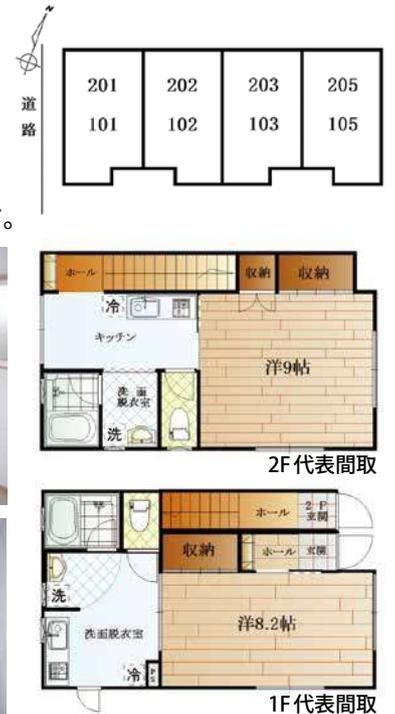 N
201 202 203 205
101 102 103 105
道路
。
ホール
収納
収納
冷
キッチン
洋9帖
洗面
脱衣室
洗
2F代表間取
ホール
2F
玄関
収納
ホール
玄関
洗
洋8.2帖
洗面脱衣室
冷
PS
1F代表間取